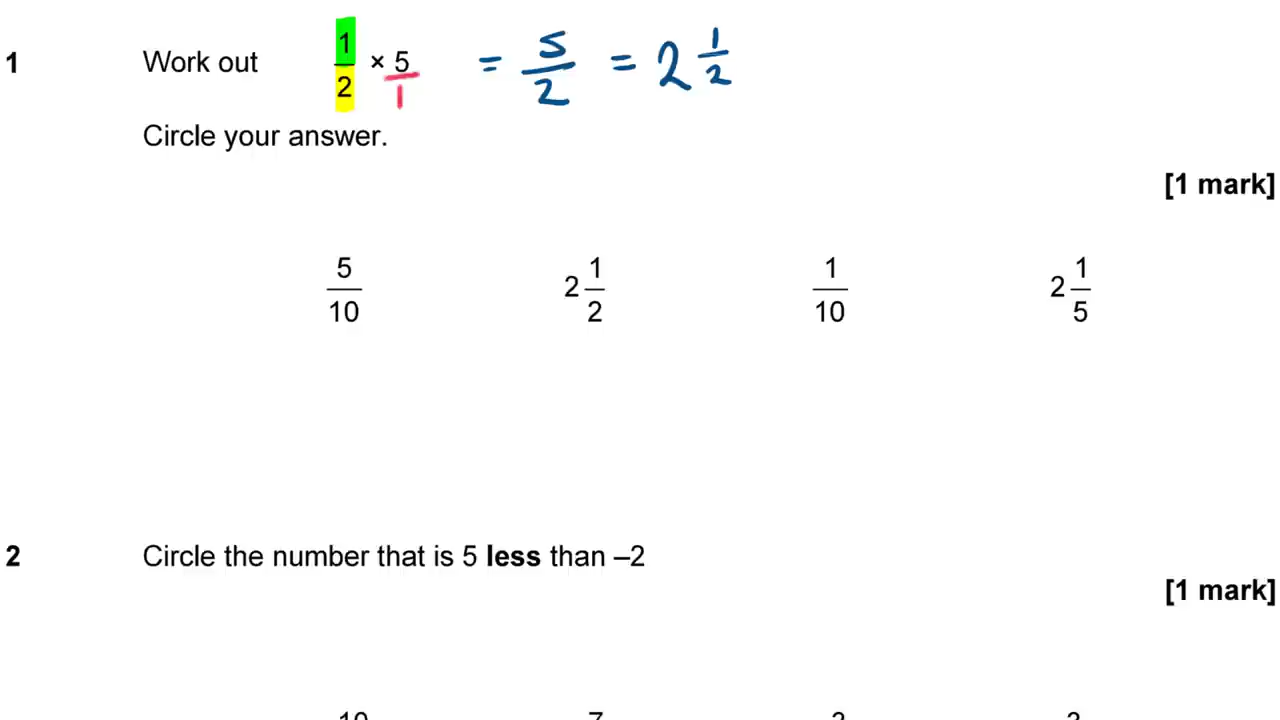 1 Work out 1/2 × 5/1 = 5/2 = 2 1/2
Circle your answer.
[1 mark]
5/10 2 1/2 1/10 2 1/5
2 Circle the number that is 5 less than –2
[1 mark]